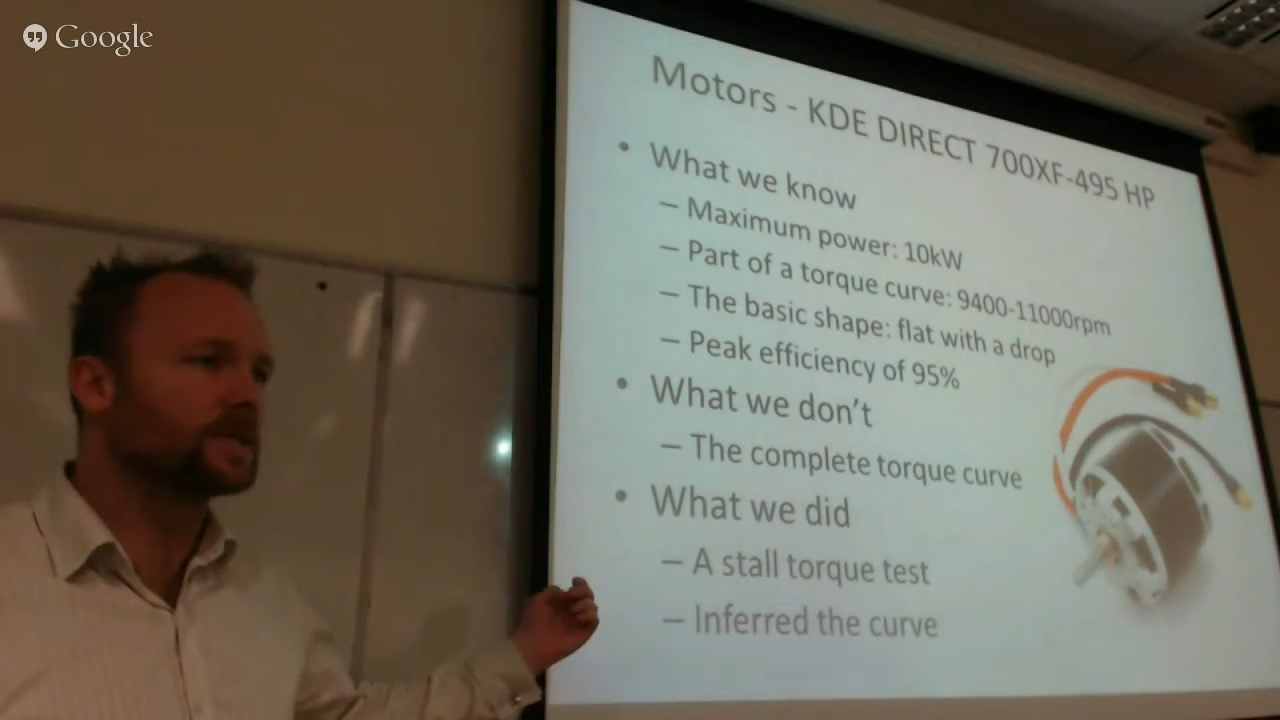 Google
Motors - KDE DIRECT 700XF-495 HP
• What we know
– Maximum power: 10kW
– Part of a torque curve: 9400-11000rpm
– The basic shape: flat with a drop
– Peak efficiency of 95%
• What we don't
– The complete torque curve
• What we did
– A stall torque test
– Inferred the curve